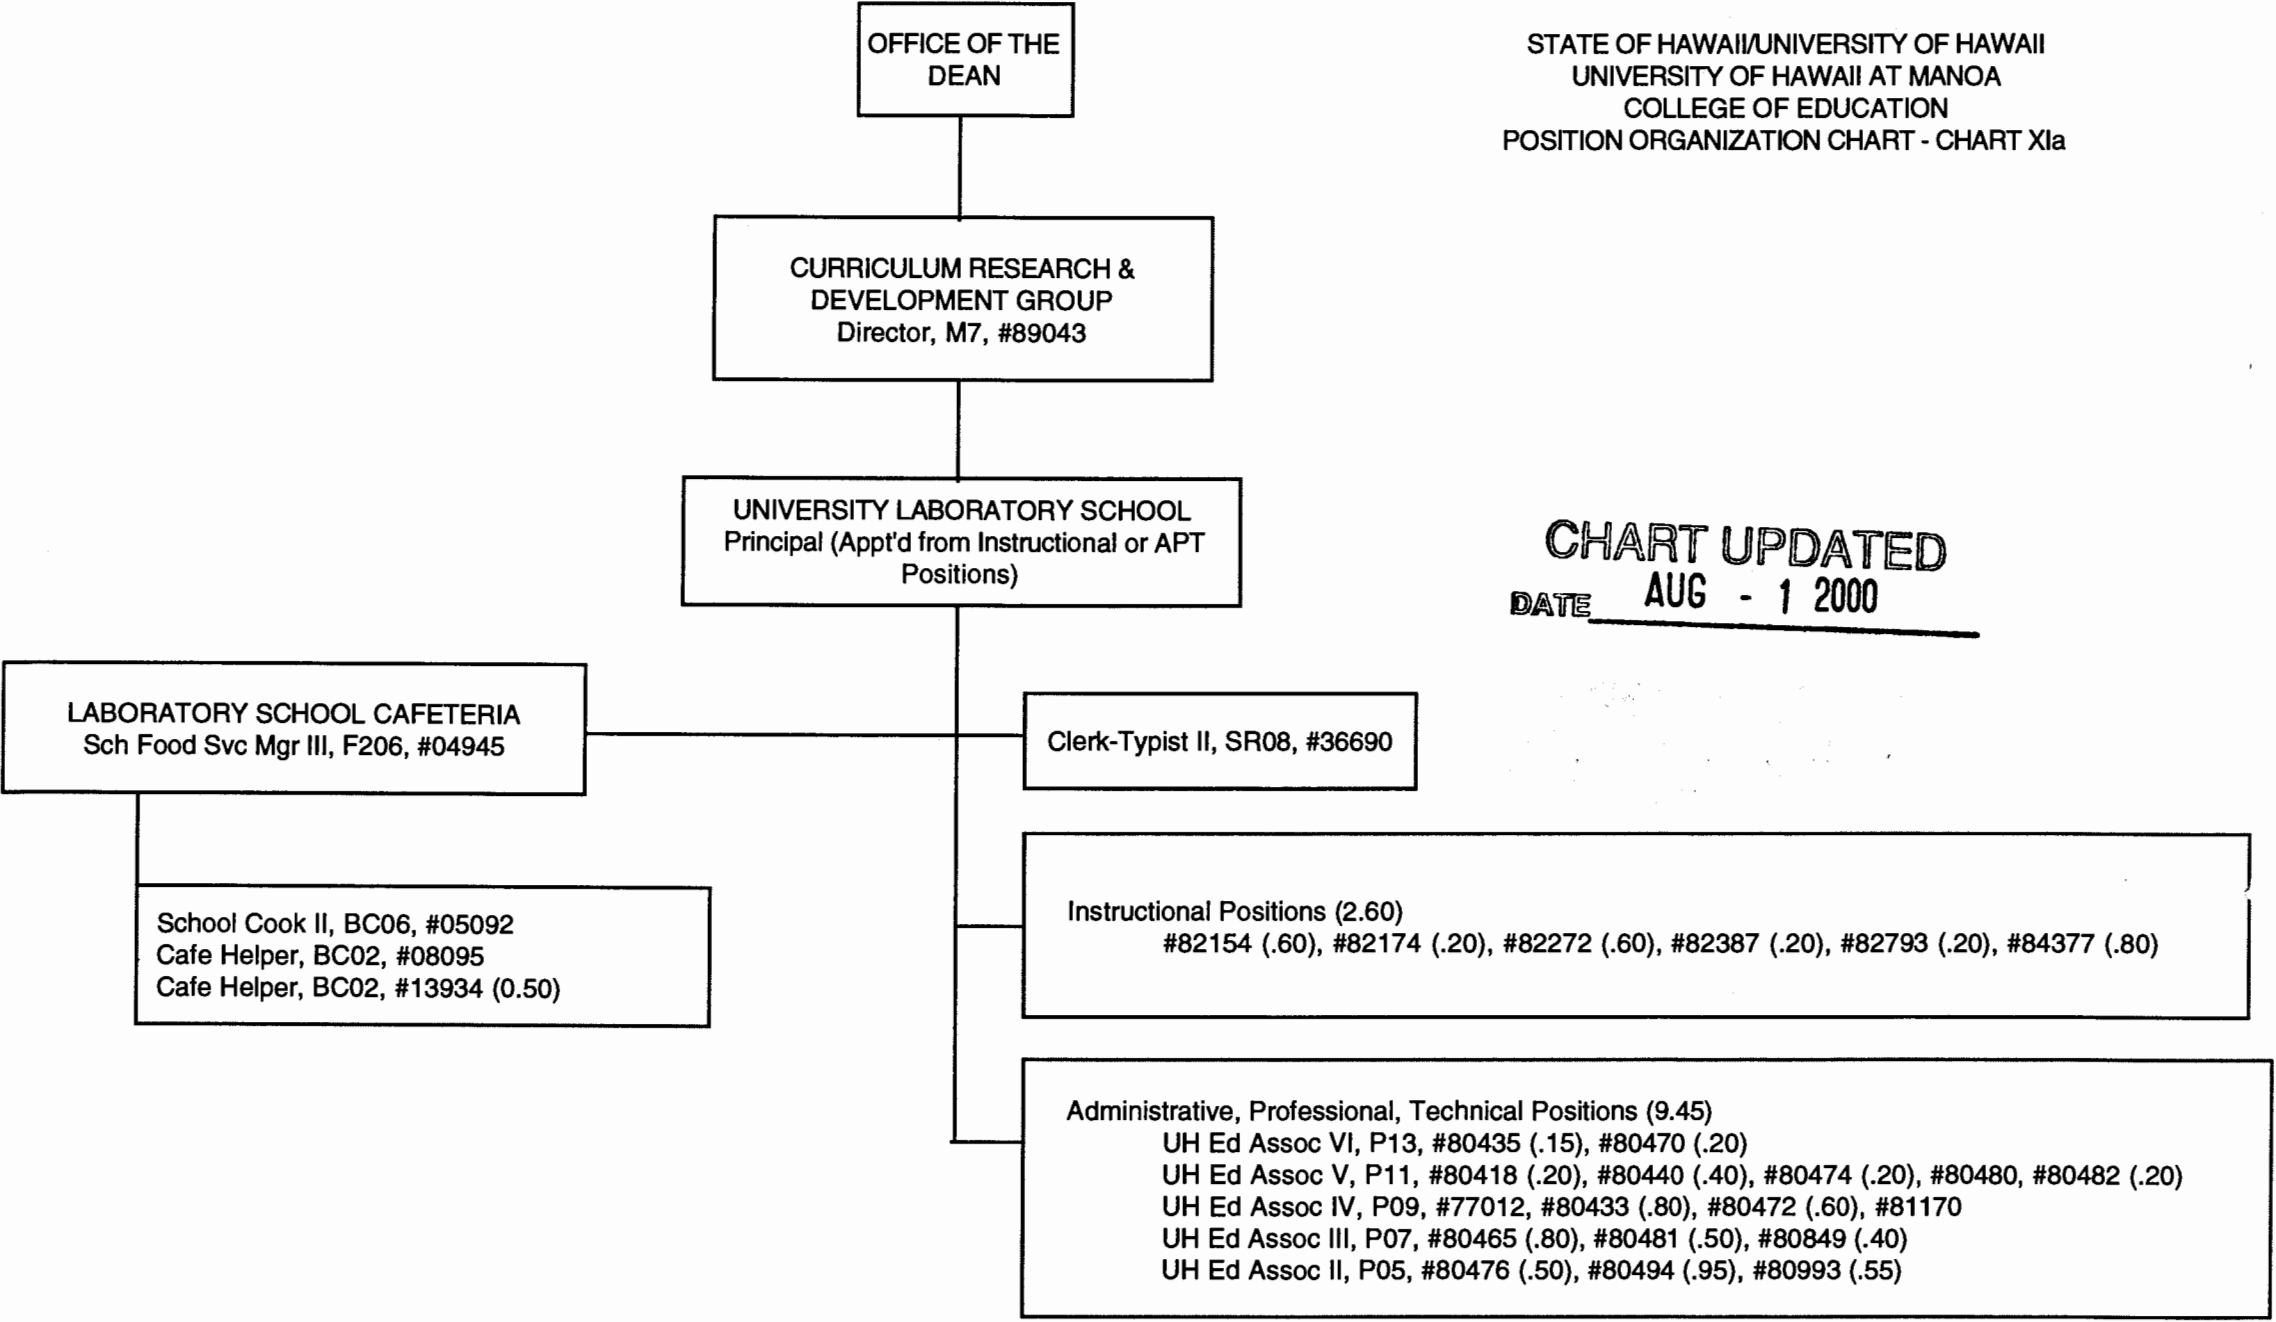 OFFICE OF THE
DEAN
STATE OF HAWAII/UNIVERSITY OF HAWAII
UNIVERSITY OF HAWAII AT MANOA
COLLEGE OF EDUCATION
POSITION ORGANIZATION CHART - CHART XIa
CURRICULUM RESEARCH &
DEVELOPMENT GROUP
Director, M7, #89043
UNIVERSITY LABORATORY SCHOOL
Principal (Appt'd from Instructional or APT
Positions)
CHART UPDATED
DATE AUG - 1 2000
LABORATORY SCHOOL CAFETERIA
Sch Food Svc Mgr III, F206, #04945
Clerk-Typist II, SR08, #36690
School Cook II, BC06, #05092
Cafe Helper, BC02, #08095
Cafe Helper, BC02, #13934 (0.50)
Instructional Positions (2.60)
#82154 (.60), #82174 (.20), #82272 (.60), #82387 (.20), #82793 (.20), #84377 (.80)
Administrative, Professional, Technical Positions (9.45)
UH Ed Assoc VI, P13, #80435 (.15), #80470 (.20)
UH Ed Assoc V, P11, #80418 (.20), #80440 (.40), #80474 (.20), #80480, #80482 (.20)
UH Ed Assoc IV, P09, #77012, #80433 (.80), #80472 (.60), #81170
UH Ed Assoc III, P07, #80465 (.80), #80481 (.50), #80849 (.40)
UH Ed Assoc II, P05, #80476 (.50), #80494 (.95), #80993 (.55)